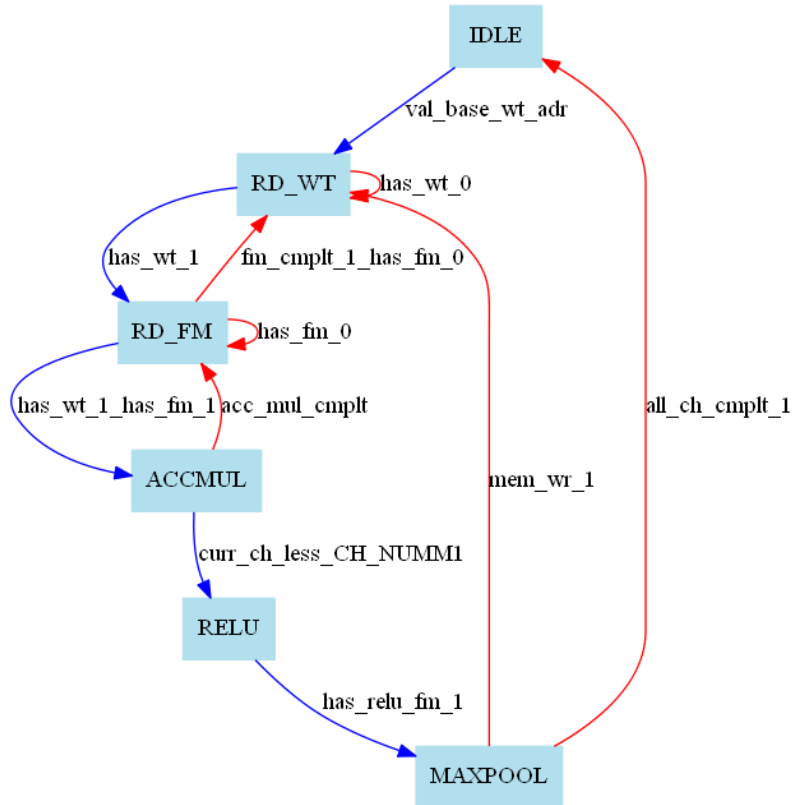 IDLE
val_base_wt_adr
RD_WT
has_wt_0
has_wt_1
fm_cmplt_1_has_fm_0
RD_FM
has_fm_0
has_wt_1_has_fm_1
acc_mul_cmplt
all_ch_cmplt_1
ACCMUL
mem_wr_1
curr_ch_less_CH_NUMM1
RELU
has_relu_fm_1
MAXPOOL